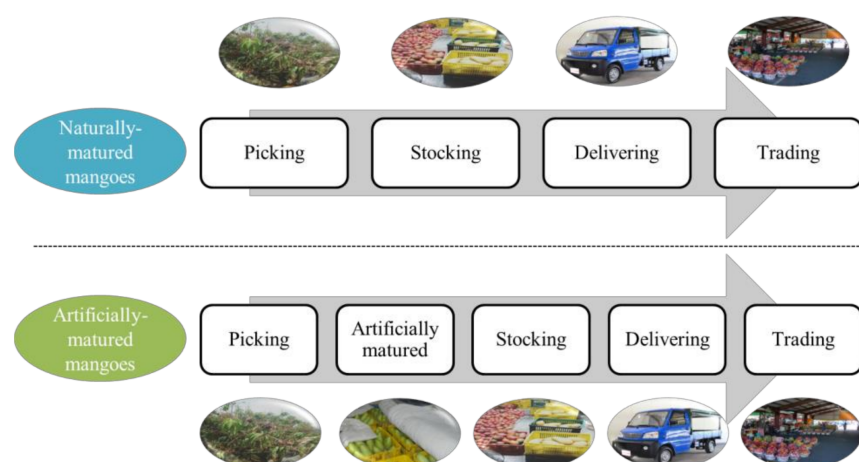 Naturally-
matured
mangoes
Picking
Stocking
Delivering
Trading
Artificially-
matured
mangoes
Picking
Artificially
matured
Stocking
Delivering
Trading